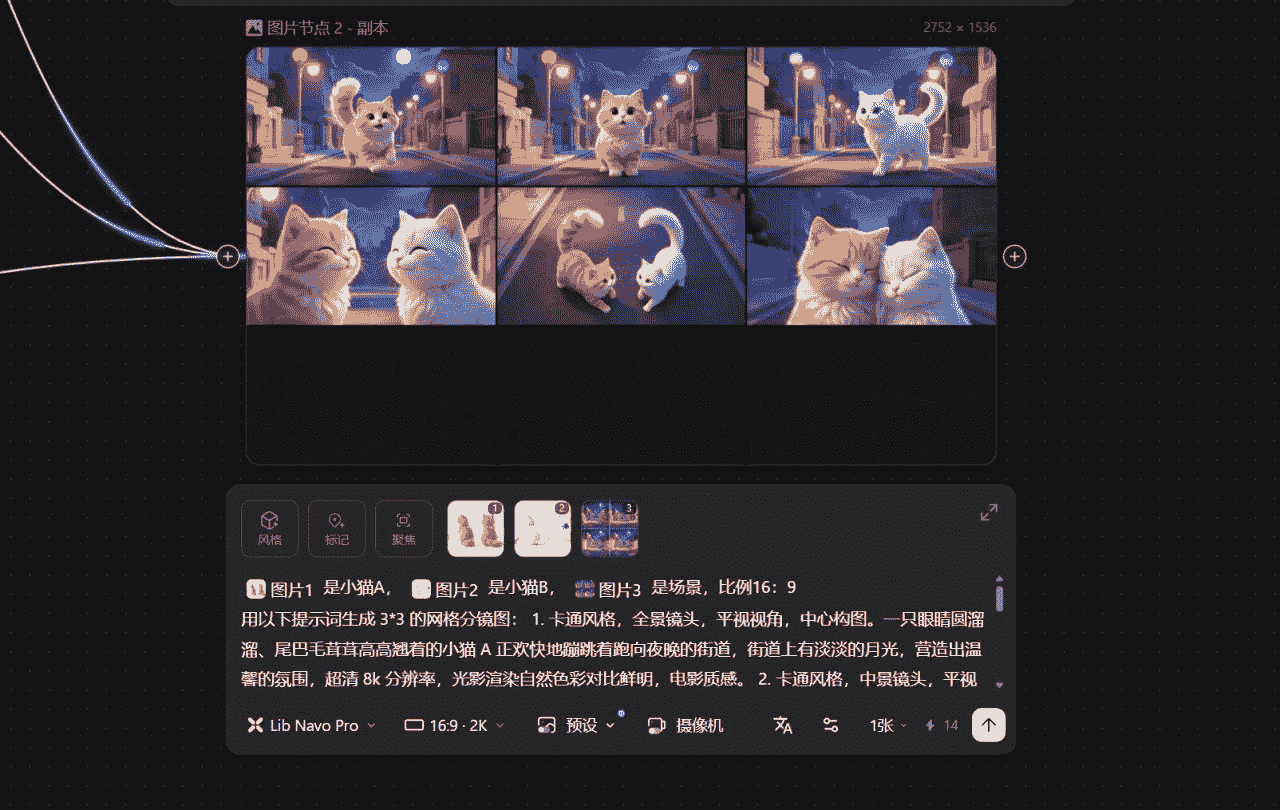 图片节点 2 - 副本
2752 × 1536
风格
标记
聚焦
1
2
3
图片1 是小猫A, 图片2 是小猫B, 图片3 是场景,比例16:9
用以下提示词生成 3*3 的网格分镜图: 1. 卡通风格,全景镜头,平视视角,中心构图。一只眼睛圆溜
溜、尾巴毛茸茸高高翘着的小猫 A 正欢快地蹦跳着跑向夜晚的街道,街道上有淡淡的月光,营造出温
馨的氛围,超清 8k 分辨率,光影渲染自然色彩对比鲜明,电影质感。 2. 卡通风格,中景镜头,平视
Lib Navo Pro
16:9 · 2K
预设
摄像机
1张
14